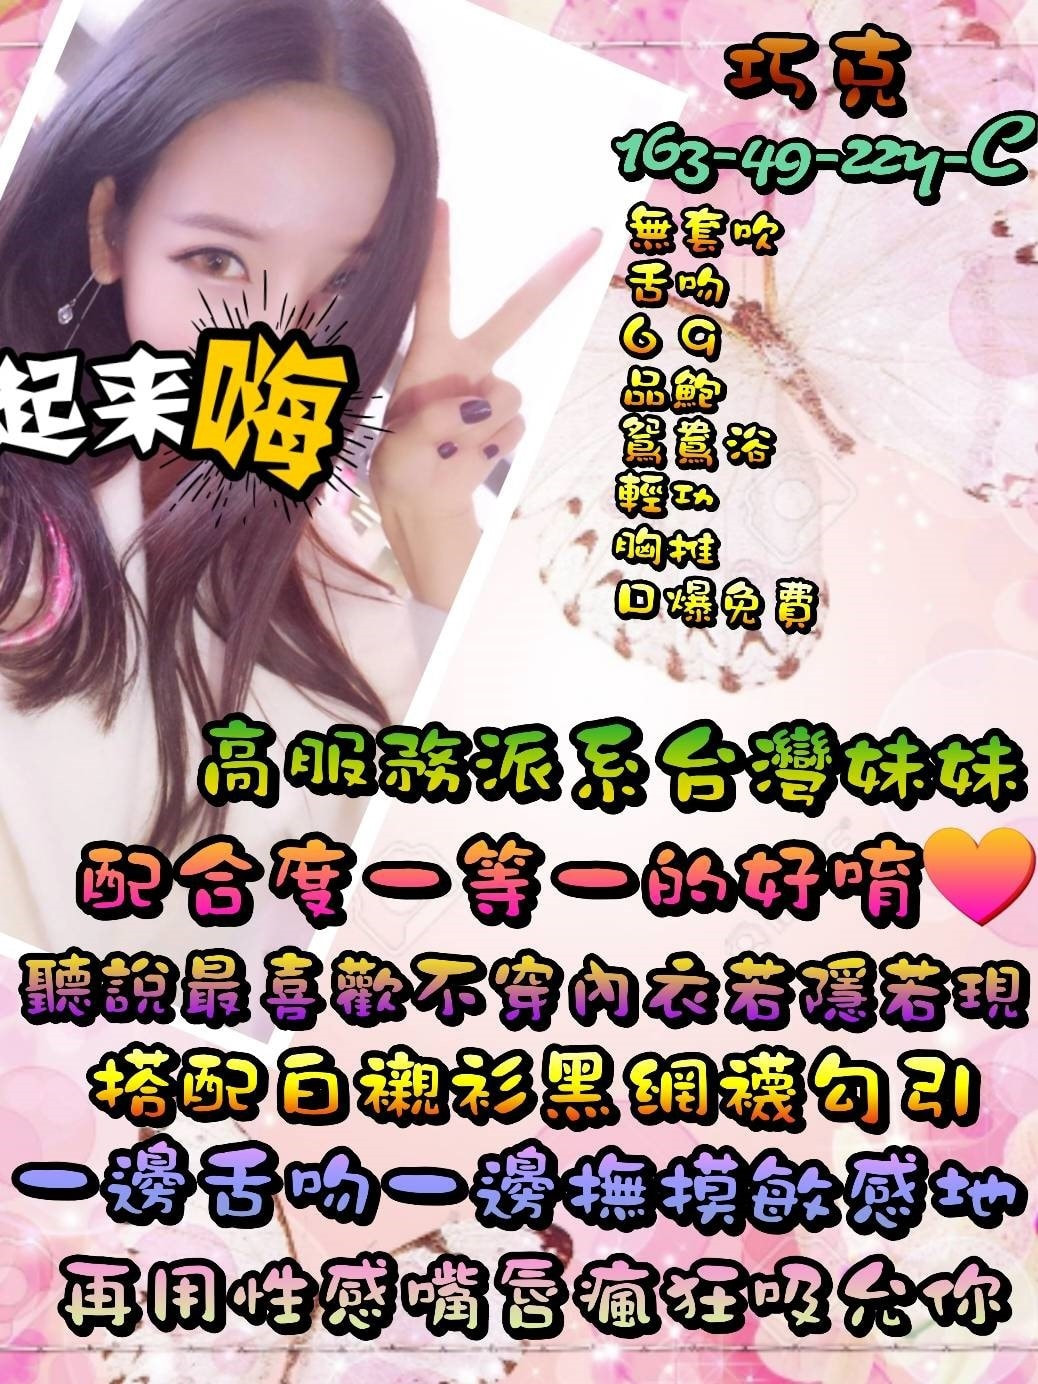 巧克
163-49-22y-C
無套吹
舌吻
69
品鮑
鴛鴦浴
輕功
胸推
口爆免費
起来嗨
高服務派系台灣妹妹
配合度一等一的好唷
聽說最喜歡不穿內衣若隱若現
搭配白襯衫黑網襪勾引
一邊舌吻一邊撫摸敏感地
再用性感嘴唇瘋狂吸允你